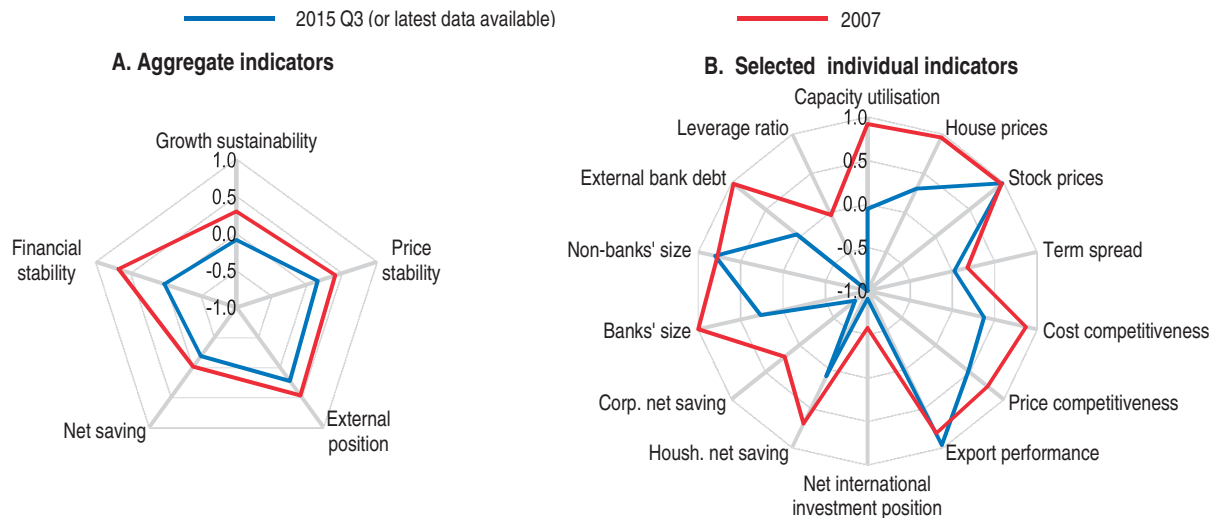 2015 Q3 (or latest data available)
2007
A. Aggregate indicators
Growth sustainability
1.0
0.5
0.0
-0.5
-1.0
Financial
stability
Price
stability
Net saving
External
position
B. Selected individual indicators
Capacity utilisation
1.0
0.5
0.0
-0.5
-1.0
Leverage ratio
House prices
External bank debt
Stock prices
Non-banks' size
Term spread
Banks' size
Cost competitiveness
Corp. net saving
Price competitiveness
Housh. net saving
Export performance
Net international
investment position